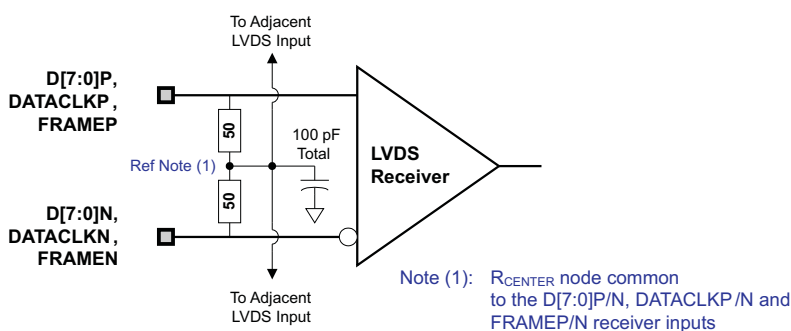 To Adjacent
LVDS Input
D[7:0]P,
DATACLKP,
FRAMEP
50
100 pF
Total
LVDS
Receiver
Ref Note (1)
50
D[7:0]N,
DATACLKN,
FRAMEN
To Adjacent
LVDS Input
Note (1): RCENTER node common
to the D[7:0]P/N, DATACLKP/N and
FRAMEP/N receiver inputs